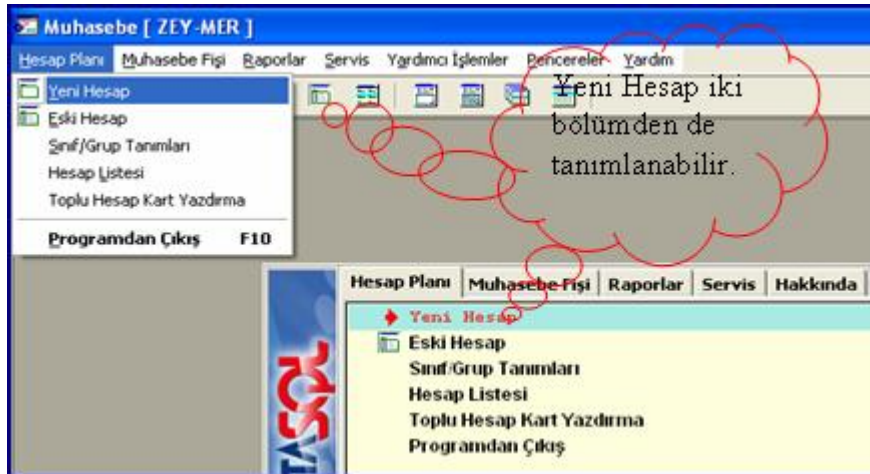 Muhasebe [ ZEY-MER ]
Hesap Planı Muhasebe Fişi Raporlar Servis Yardımcı İşlemler Pencereler Yardım
Yeni Hesap
Eski Hesap
Sınıf/Grup Tanımları
Hesap Listesi
Toplu Hesap Kart Yazdırma
Programdan Çıkış F10
Yeni Hesap iki
bölümden de
tanımlanabilir.
Hesap Planı Muhasebe Fişi Raporlar Servis Hakkında
Yeni Hesap
Eski Hesap
Sınıf/Grup Tanımları
Hesap Listesi
Toplu Hesap Kart Yazdırma
Programdan Çıkış